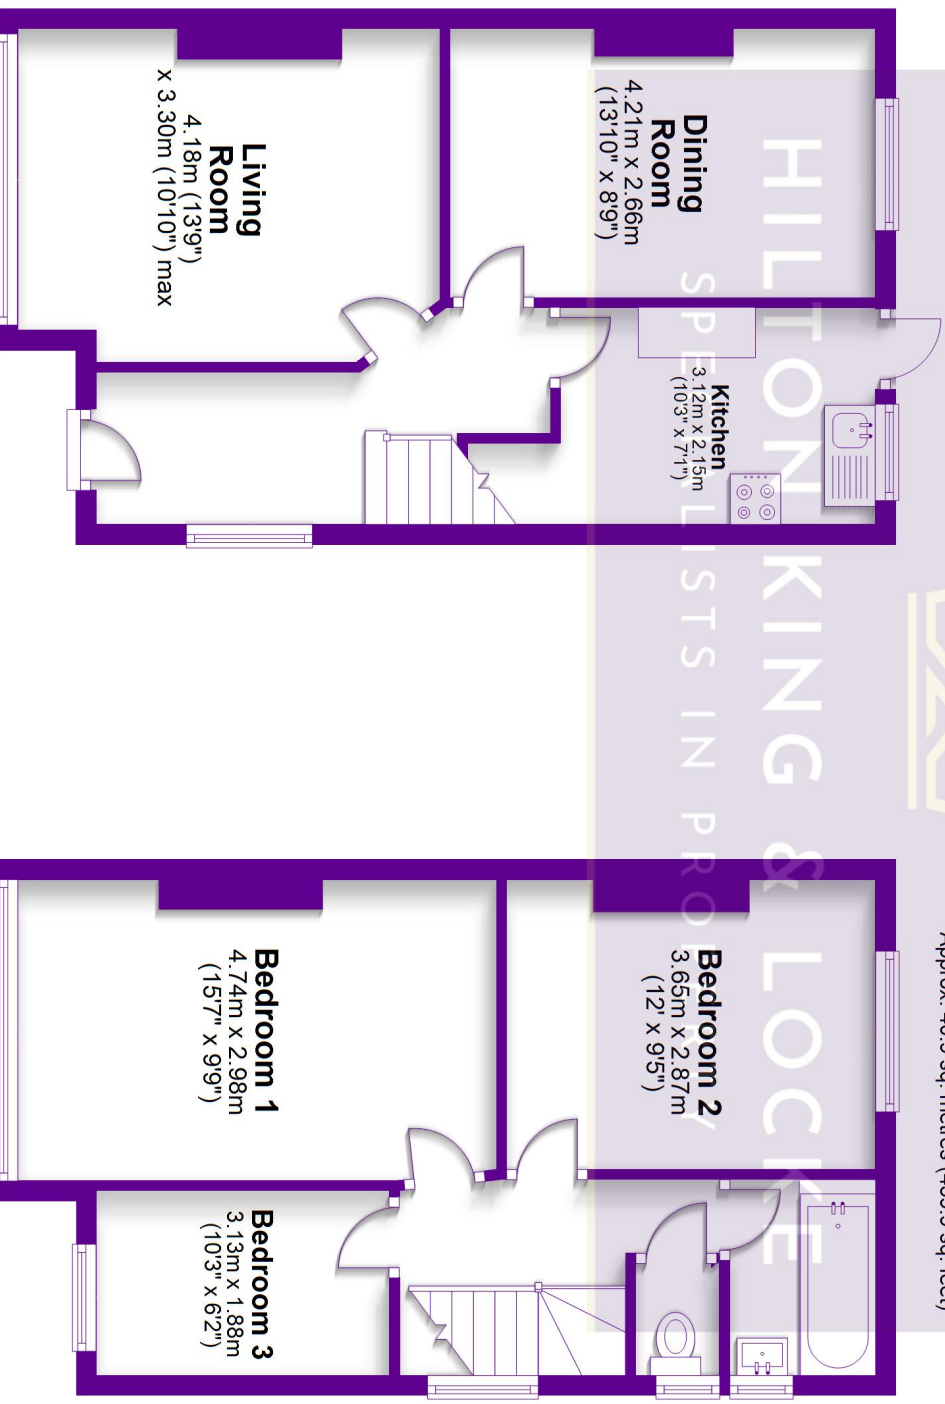 Dining
Room
4.21m x 2.66m
(13'10" x 8'9")
Living
Room
4.18m (13'9")
x 3.30m (10'10") max
Kitchen
3.12m x 2.15m
(10'3" x 7'1")
HILTON KING & LOCKE
SPECIALISTS IN PROPERTY
Bedroom 2
3.65m x 2.87m
(12' x 9'5")
Bedroom 1
4.74m x 2.98m
(15'7" x 9'9")
Bedroom 3
3.13m x 1.88m
(10'3" x 6'2")